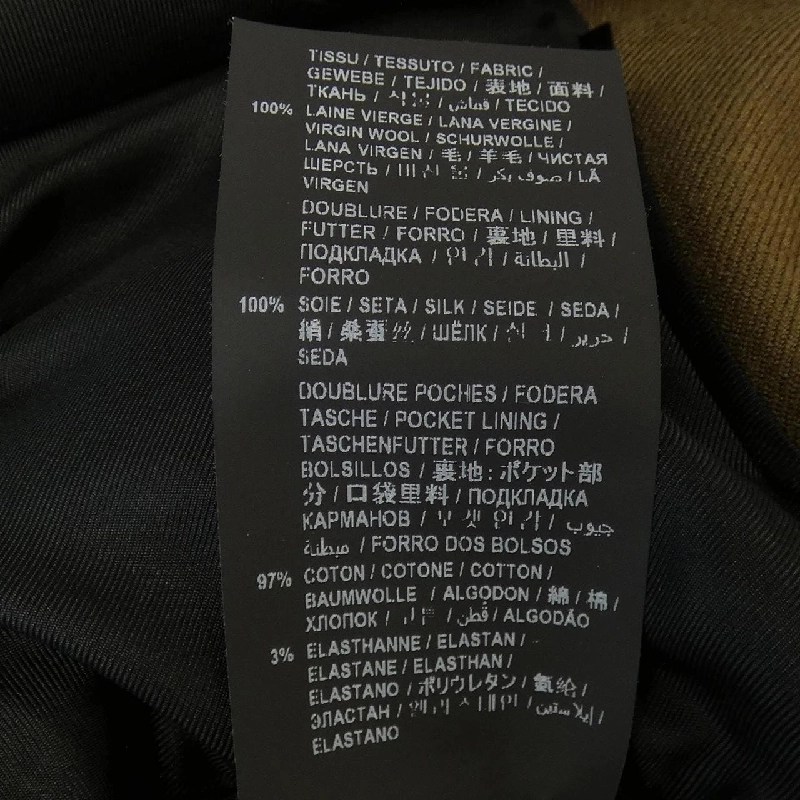 TISSU / TESSUTO / FABRIC /
GEWEBE / TEJIDO / 裏地 / 面料 /
ТКАНЬ / / قماش / TECIDO
100% LAINE VIERGE / LANA VERGINE /
VIRGIN WOOL / SCHURWOLLE /
LANA VIRGEN / 毛 / 羊毛 / ЧИСТАЯ
ШЕРСТЬ / / صوف بكر / LÃ
VIRGEN
DOUBLURE / FODERA / LINING /
FUTTER / FORRO / 裏地 / 里料 /
ПОДКЛАДКА / / البطانة /
FORRO
100% SOIE / SETA / SILK / SEIDE / SEDA /
絹 / 桑蚕丝 / ШЁЛК / / حرير /
SEDA
DOUBLURE POCHES / FODERA
TASCHE / POCKET LINING /
TASCHENFUTTER / FORRO
BOLSILLOS / 裏地:ポケット部
分 / 口袋里料 / ПОДКЛАДКА
КАРМАНОВ / / جيوب
مبطنة / FORRO DOS BOLSOS
97% COTON / COTONE / COTTON /
BAUMWOLLE / ALGODON / 綿 / 棉 /
ХЛОПОК / / قطن / ALGODÃO
3% ELASTHANNE / ELASTAN /
ELASTANE / ELASTHAN /
ELASTANO / ポリウレタン / 氨纶 /
ЭЛАСТАН / / إيلاستين /
ELASTANO